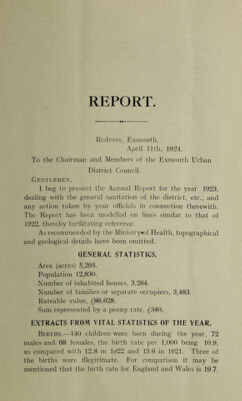 REPORT.
Redvers, Exmouth,
April 11th, 1924.
To the Chairman and Members of the Exmouth Urban
District Council.
GENTLEMEN,
I beg to present the Annual Report for the year 1923,
dealing with the general sanitation of the district, etc., and
any action taken by your officials in connection therewith.
The Report has been modelled on lines similar to that of
1922, thereby facilitating reference.
As recommended by the Ministry of Health, topographical
and geological details have been omitted.
GENERAL STATISTICS.
Area (acres) 5,295.
Population 12,830.
Number of inhabited houses, 3,264.
Number of families or separate occupiers, 3,483.
Rateable value, £86,628.
Sum represented by a penny rate, £340.
EXTRACTS FROM VITAL STATISTICS OF THE YEAR.
BIRTHS.—140 children were born during the year, 72
males and 68 females, the birth rate per 1,000 being 10.9,
as compared with 12.8 in 1922 and 13.6 in 1921. Three of
the births were illegitimate. For comparison it may be
mentioned that the birth rate for England and Wales is 19.7.